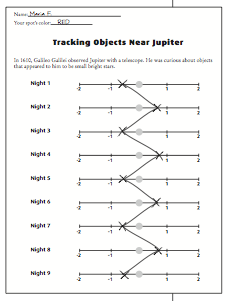 Name: Maria F.
Your spot's color: RED
Tracking Objects Near Jupiter
In 1610, Galileo Galilei observed Jupiter with a telescope. He was curious about objects
that appeared to him to be small bright stars.
Night 1
-2 -1 1 2
Night 2
-2 -1 1 2
Night 3
-2 -1 1 2
Night 4
-2 -1 1 2
Night 5
-2 -1 1 2
Night 6
-2 -1 1 2
Night 7
-2 -1 1 2
Night 8
-2 -1 1 2
Night 9
-2 -1 1 2